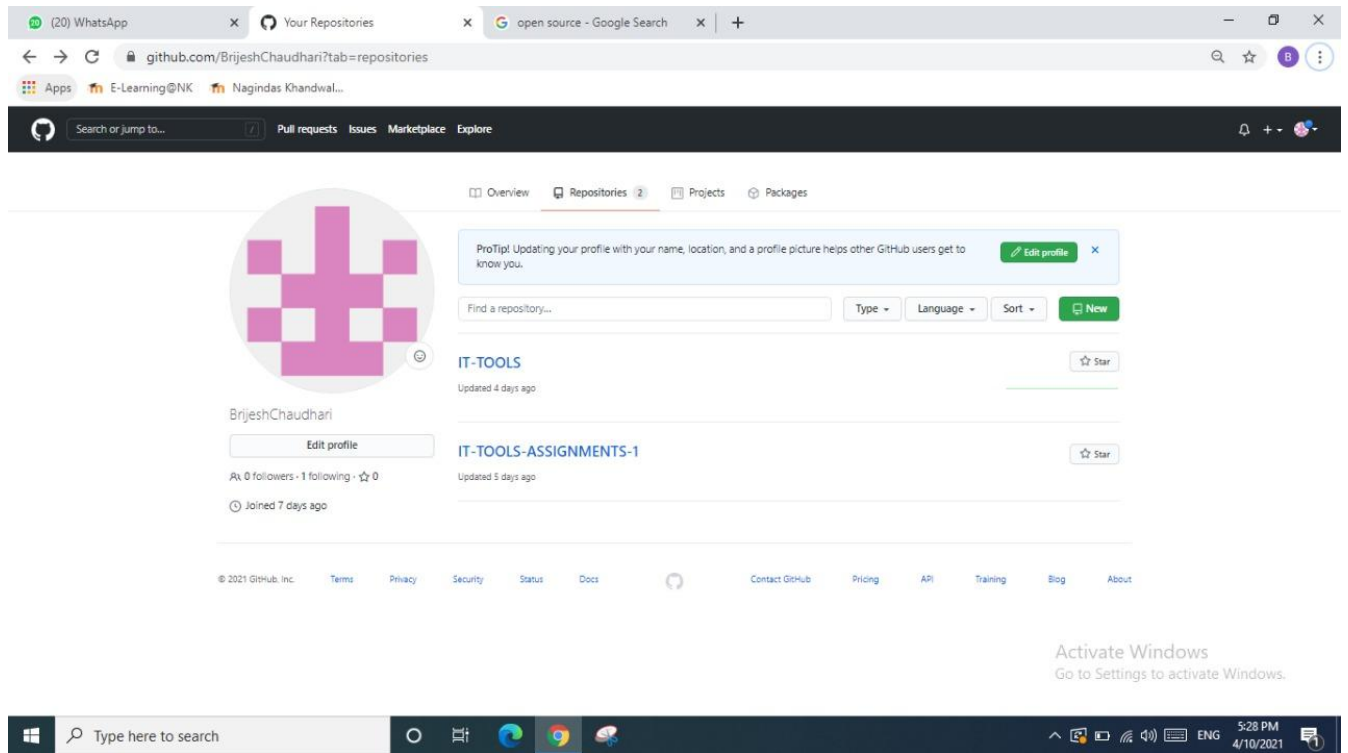 20 (20) WhatsApp
Your Repositories
G open source - Google Search
github.com/BrijeshChaudhari?tab=repositories
B
Apps E-Learning@NK Nagindas Khandwal...
Search or jump to... / Pull requests Issues Marketplace Explore
Overview Repositories 2 Projects Packages
ProTip! Updating your profile with your name, location, and a profile picture helps other GitHub users get to
know you.
Edit profile
Find a repository... Type Language Sort New
IT-TOOLS
Star
Updated 4 days ago
BrijeshChaudhari
Edit profile
0 followers · 1 following · 0
Joined 7 days ago
IT-TOOLS-ASSIGNMENTS-1
Star
Updated 5 days ago
© 2021 GitHub, Inc. Terms Privacy Security Status Docs Contact GitHub Pricing API Training Blog About
Activate Windows
Go to Settings to activate Windows.
Type here to search
ENG
5:28 PM
4/10/2021
1